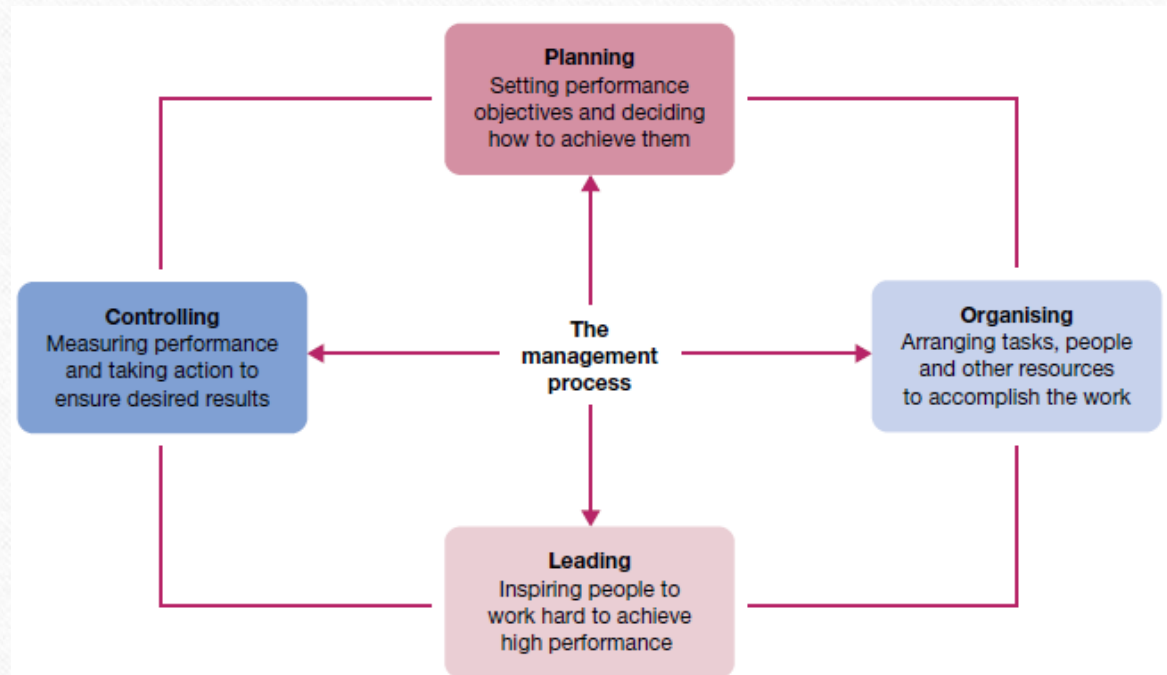 Planning
Setting performance
objectives and deciding
how to achieve them
Controlling
Measuring performance
and taking action to
ensure desired results
The
management
process
Organising
Arranging tasks, people
and other resources
to accomplish the work
Leading
Inspiring people to
work hard to achieve
high performance